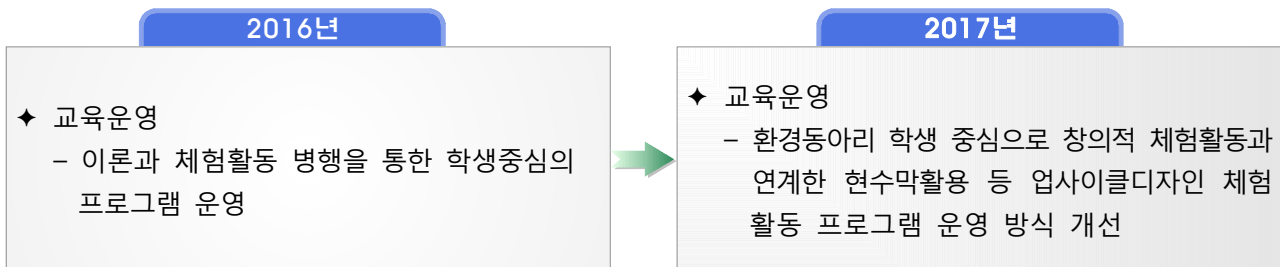 2016년
✦ 교육운영
– 이론과 체험활동 병행을 통한 학생중심의
프로그램 운영
2017년
✦ 교육운영
– 환경동아리 학생 중심으로 창의적 체험활동과
연계한 현수막활용 등 업사이클디자인 체험
활동 프로그램 운영 방식 개선